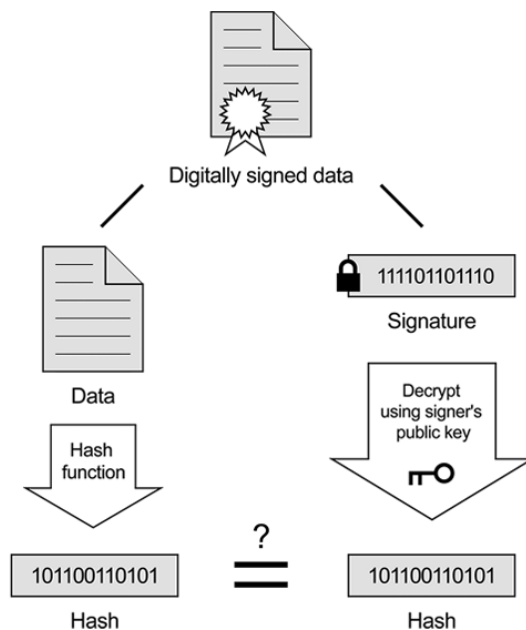 Digitally signed data
111101101110
Signature
Data
Decrypt
using signer's
public key
Hash
function
?
101100110101
=
101100110101
Hash
Hash